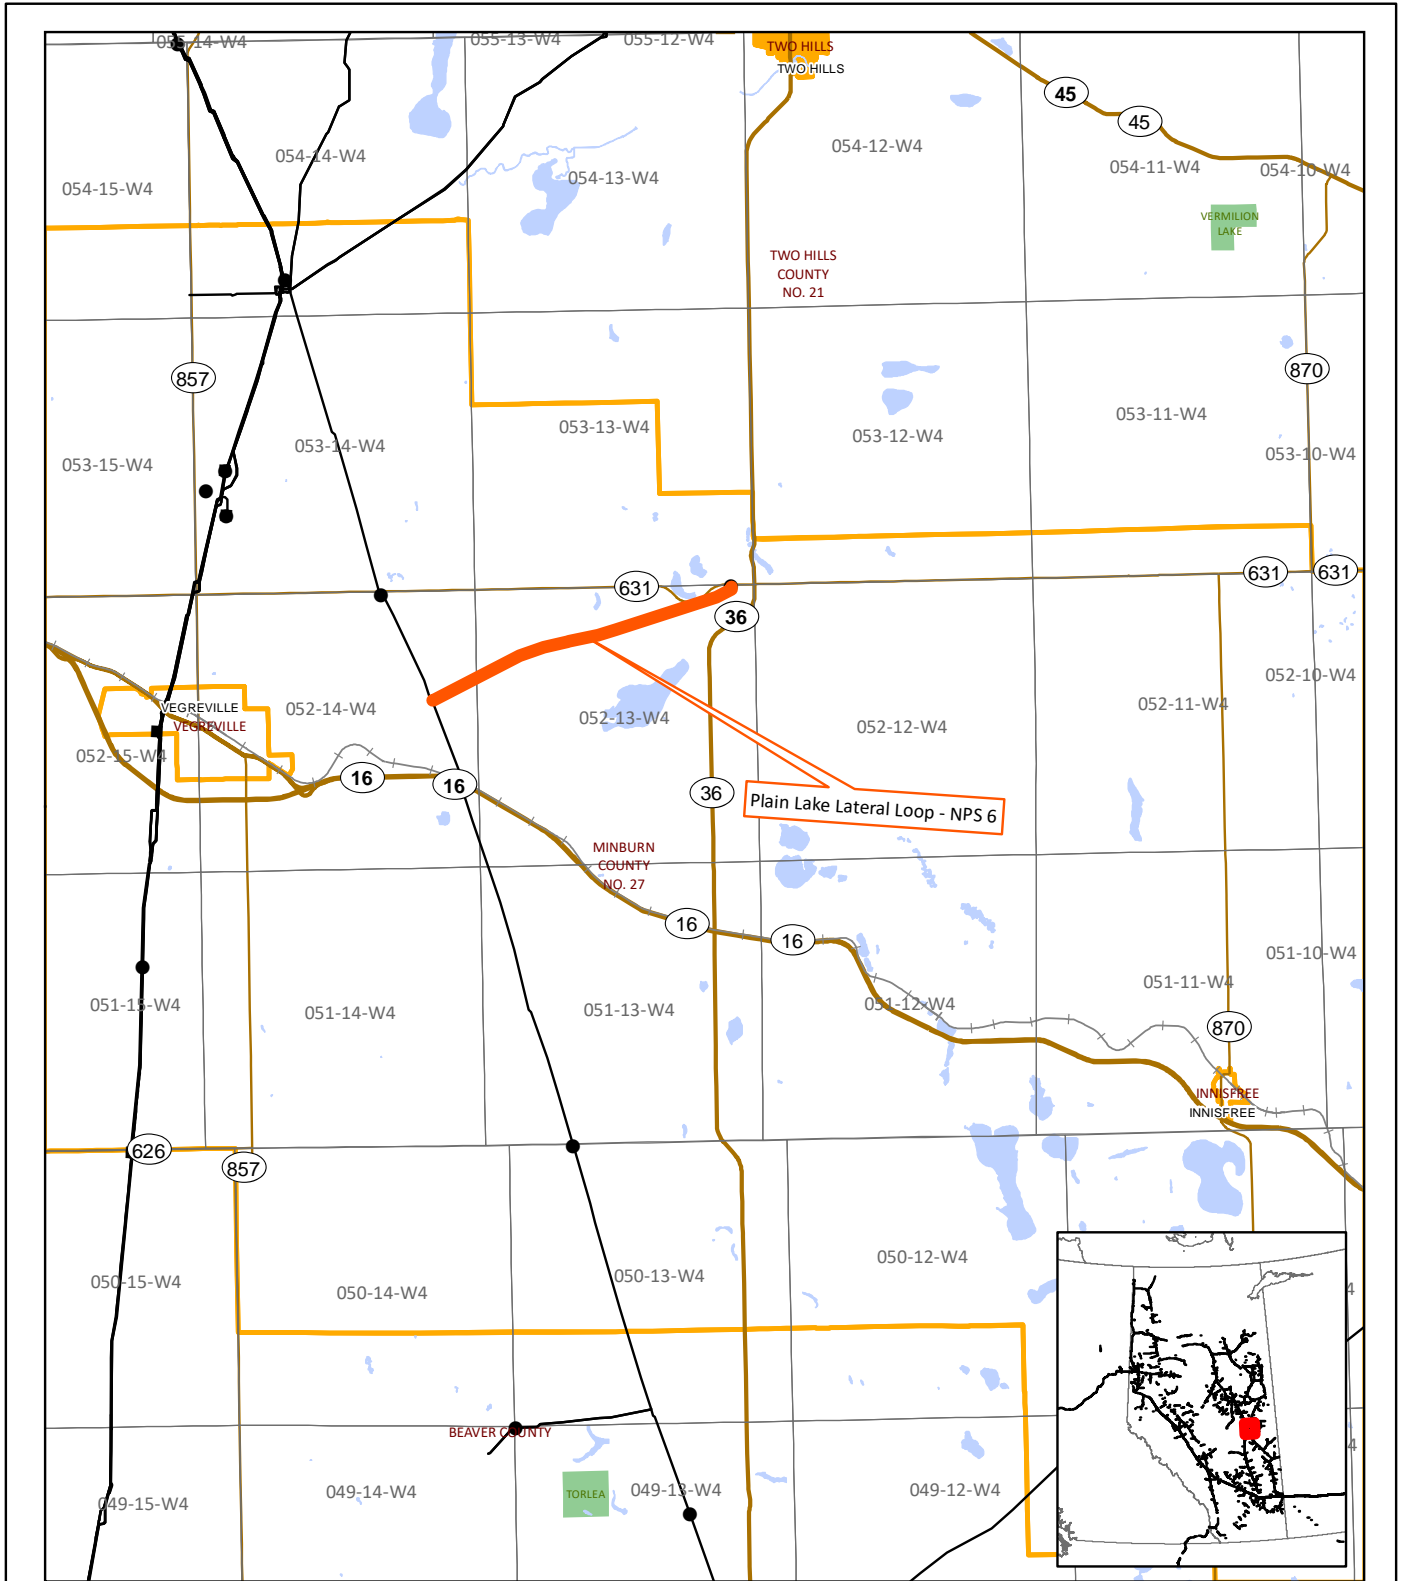 055-14-W4
055-13-W4
055-12-W4
TWO HILLS
TWO HILLS
45
45
054-15-W4
054-14-W4
054-13-W4
054-12-W4
054-11-W4
054-10-W4
VERMILION
LAKE
TWO HILLS
COUNTY
NO. 21
857
870
053-15-W4
053-14-W4
053-13-W4
053-12-W4
053-11-W4
053-10-W4
631
631
631
36
VEGREVILLE
VEGREVILLE
052-15-W4
052-14-W4
052-13-W4
052-12-W4
052-11-W4
052-10-W4
16
16
36
Plain Lake Lateral Loop - NPS 6
MINBURN
COUNTY
NO. 27
16
16
051-15-W4
051-14-W4
051-13-W4
051-12-W4
051-11-W4
051-10-W4
870
INNISFREE
INNISFREE
626
857
050-15-W4
050-14-W4
050-13-W4
050-12-W4
4
BEAVER COUNTY
4
049-15-W4
049-14-W4
TORLEA
049-13-W4
049-12-W4